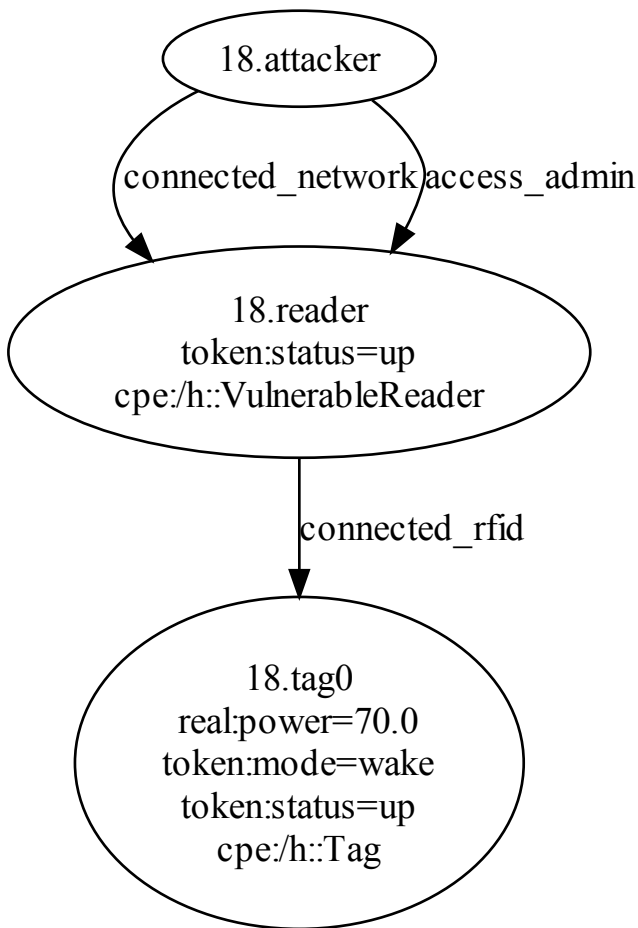 18.attacker
connected_network
access_admin
18.reader
token:status=up
cpe:/h::VulnerableReader
connected_rfid
18.tag0
real:power=70.0
token:mode=wake
token:status=up
cpe:/h::Tag